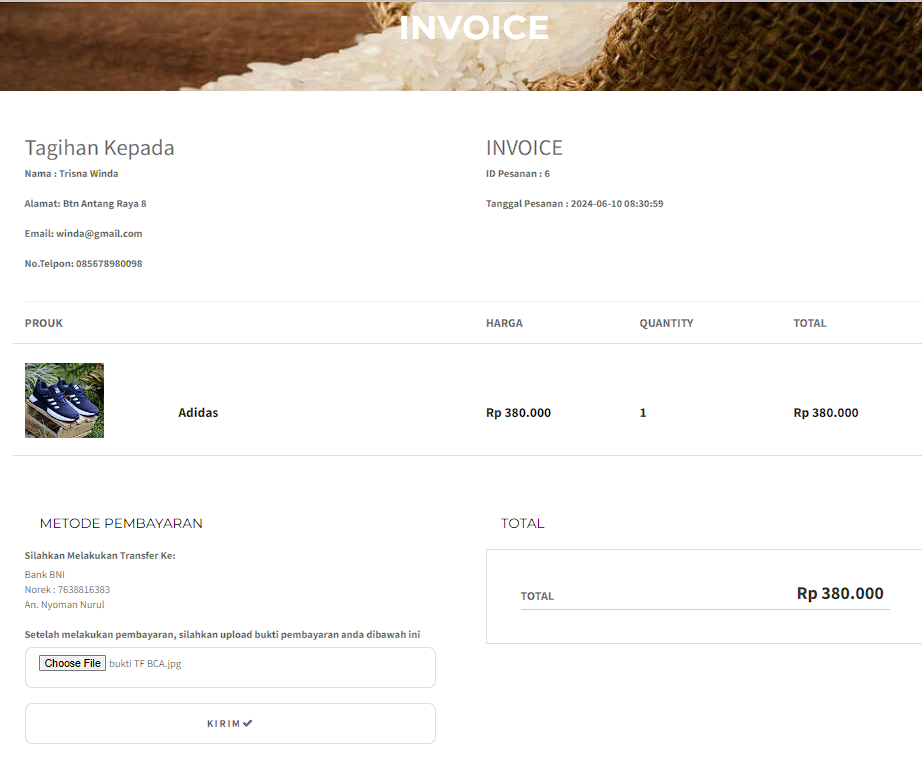 INVOICE
Tagihan Kepada
Nama : Trisna Winda
Alamat: Btn Antang Raya 8
Email: winda@gmail.com
No.Telpon: 085678980098
INVOICE
ID Pesanan : 6
Tanggal Pesanan : 2024-06-10 08:30:59
PROUK HARGA QUANTITY TOTAL
Adidas Rp 380.000 1 Rp 380.000
METODE PEMBAYARAN
Silahkan Melakukan Transfer Ke:
Bank BNI
Norek : 7638816383
An. Nyoman Nurul
Setelah melakukan pembayaran, silahkan upload bukti pembayaran anda dibawah ini
Choose File bukti TF BCA.jpg
KIRIM
TOTAL
TOTAL Rp 380.000